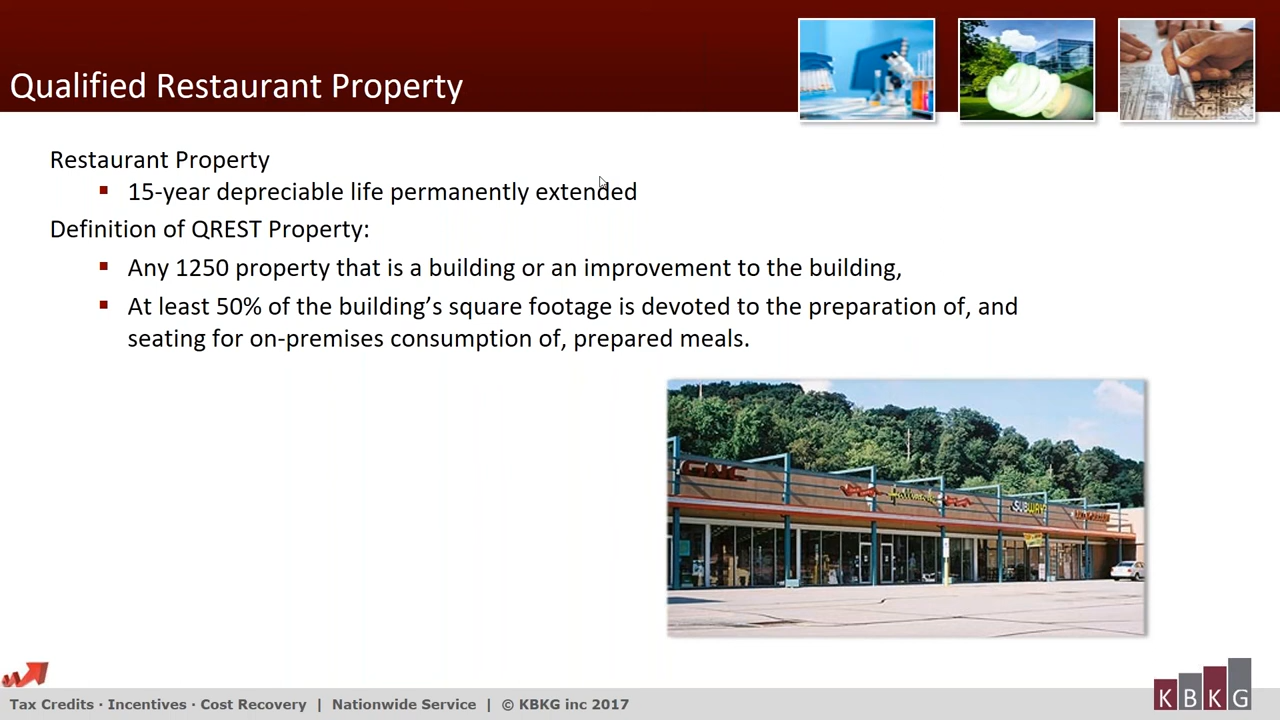 Qualified Restaurant Property
Restaurant Property
15-year depreciable life permanently extended
Definition of QREST Property:
Any 1250 property that is a building or an improvement to the building,
At least 50% of the building’s square footage is devoted to the preparation of, and
seating for on-premises consumption of, prepared meals.
GNC
Hallmark
SUBWAY
Tax Credits · Incentives · Cost Recovery | Nationwide Service | © KBKG inc 2017
KBKG